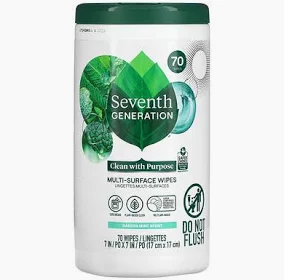 70
Seventh
GENERATION
Clean with Purpose
MULTI-SURFACE WIPES
LINGETTES MULTI-SURFACES
GARDEN MINT SCENT
DO NOT
FLUSH
70 WIPES / LINGETTES
7 IN / PO X 7 IN / PO (17 cm x 17 cm)